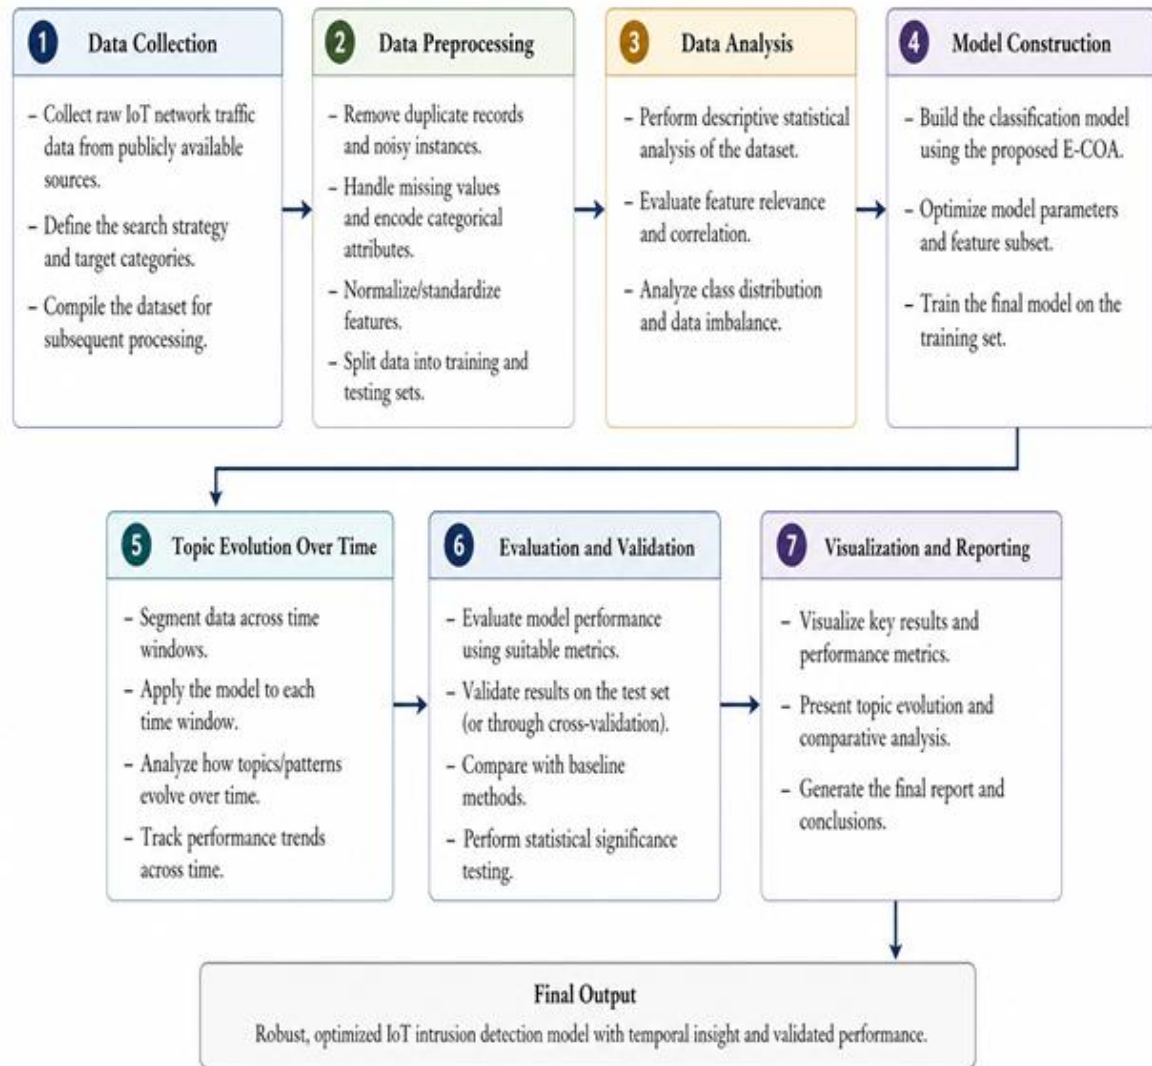 1 Data Collection
– Collect raw IoT network traffic
data from publicly available
sources.
– Define the search strategy
and target categories.
– Compile the dataset for
subsequent processing.
2 Data Preprocessing
– Remove duplicate records
and noisy instances.
– Handle missing values
and encode categorical
attributes.
– Normalize/standardize
features.
– Split data into training and
testing sets.
3 Data Analysis
– Perform descriptive statistical
analysis of the dataset.
– Evaluate feature relevance
and correlation.
– Analyze class distribution
and data imbalance.
4 Model Construction
– Build the classification model
using the proposed E-COA.
– Optimize model parameters
and feature subset.
– Train the final model on the
training set.
5 Topic Evolution Over Time
– Segment data across time
windows.
– Apply the model to each
time window.
– Analyze how topics/patterns
evolve over time.
– Track performance trends
across time.
6 Evaluation and Validation
– Evaluate model performance
using suitable metrics.
– Validate results on the test set
(or through cross-validation).
– Compare with baseline
methods.
– Perform statistical significance
testing.
7 Visualization and Reporting
– Visualize key results and
performance metrics.
– Present topic evolution and
comparative analysis.
– Generate the final report and
conclusions.
Final Output
Robust, optimized IoT intrusion detection model with temporal insight and validated performance.